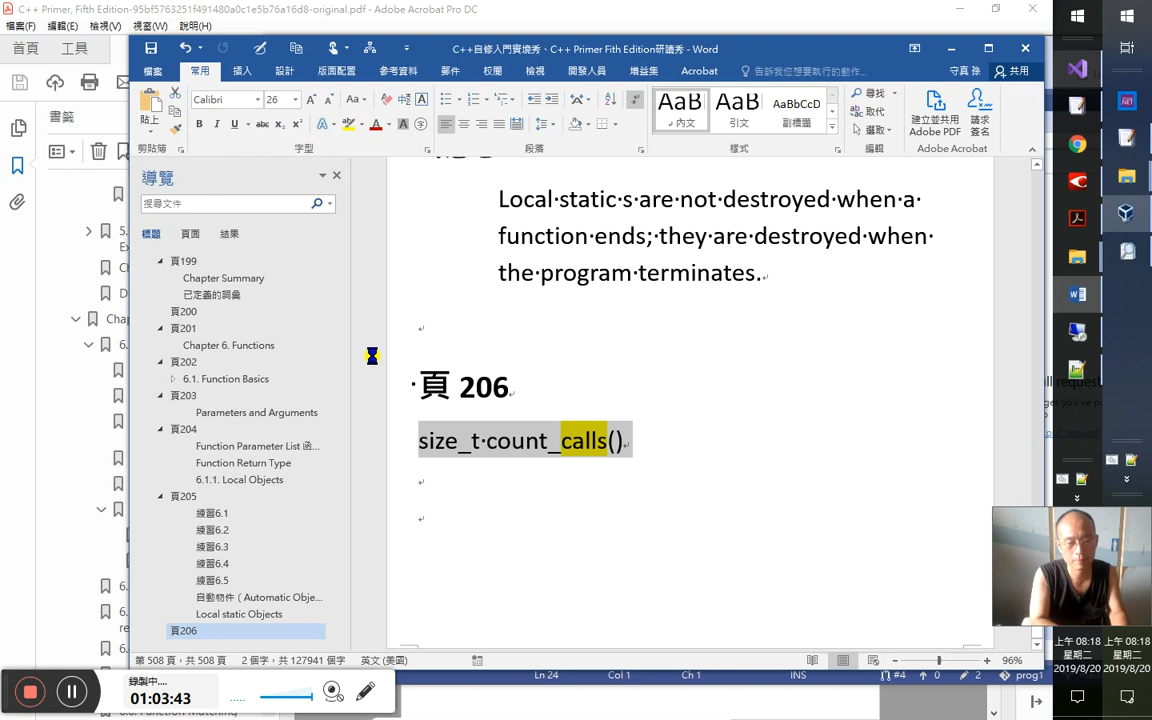 C++ Primer, Fifth Edition-95bf5763251f491040c0c1e5b76a16d8-original.pdf - Adobe Acrobat Pro DC
檔案(F) 編輯(E) 檢視(V) 視窗(W) 說明(H)
首頁 工具
書籤
C++自修入門實境秀、C++ Primer Fifth Edition研讀秀 - Word
檔案 常用 插入 設計 版面配置 參考資料 郵件 校閱 檢視 開發人員 增益集 Acrobat 告訴我您想要執行的動作... 守真 孫 共用
貼上
Calibri 26
內文
引文
副標題
尋找
取代
選取
建立並共用 Adobe PDF
請求簽名
剪貼簿 字型 段落 樣式 編輯 Adobe Acrobat
導覽
搜尋文件
標題 頁面 結果
頁199
Chapter Summary
已定義的詞彙
頁200
頁201
Chapter 6. Functions
頁202
6.1. Function Basics
頁203
Parameters and Arguments
頁204
Function Parameter List 函...
Function Return Type
6.1.1. Local Objects
頁205
練習6.1
練習6.2
練習6.3
練習6.4
練習6.5
自動物件（Automatic Obje...
Local static Objects
頁206
Local static s are not destroyed when a
function ends; they are destroyed when
the program terminates.
頁 206
size_t count_calls()
第 508 頁，共 508 頁 2 個字，共 127941 個字 英文 (美國) 96%
Ln 24 Col 1 Ch 1 INS #4 0 2 prog1
錄製中....
01:03:43
上午 08:18
星期二
2019/8/20
上午 08:18
星期二
2019/8/20